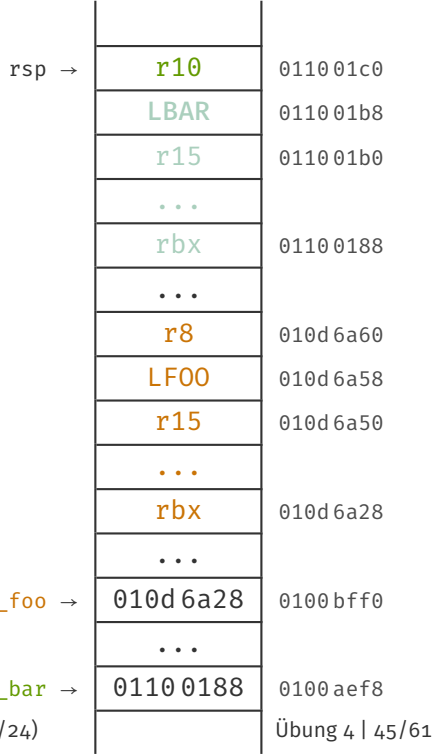 rsp → r10 0110 01c0
LBAR 0110 01b8
r15 0110 01b0
...
rbx 0110 0188
...
r8 010d 6a60
LFOO 010d 6a58
r15 010d 6a50
...
rbx 010d 6a28
...
_foo → 010d 6a28 0100 bff0
...
_bar → 0110 0188 0100 aef8
/24) Übung 4 | 45/61